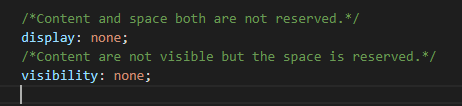 /*Content and space both are not reserved.*/
display: none;
/*Content are not visible but the space is reserved.*/
visibility: none;